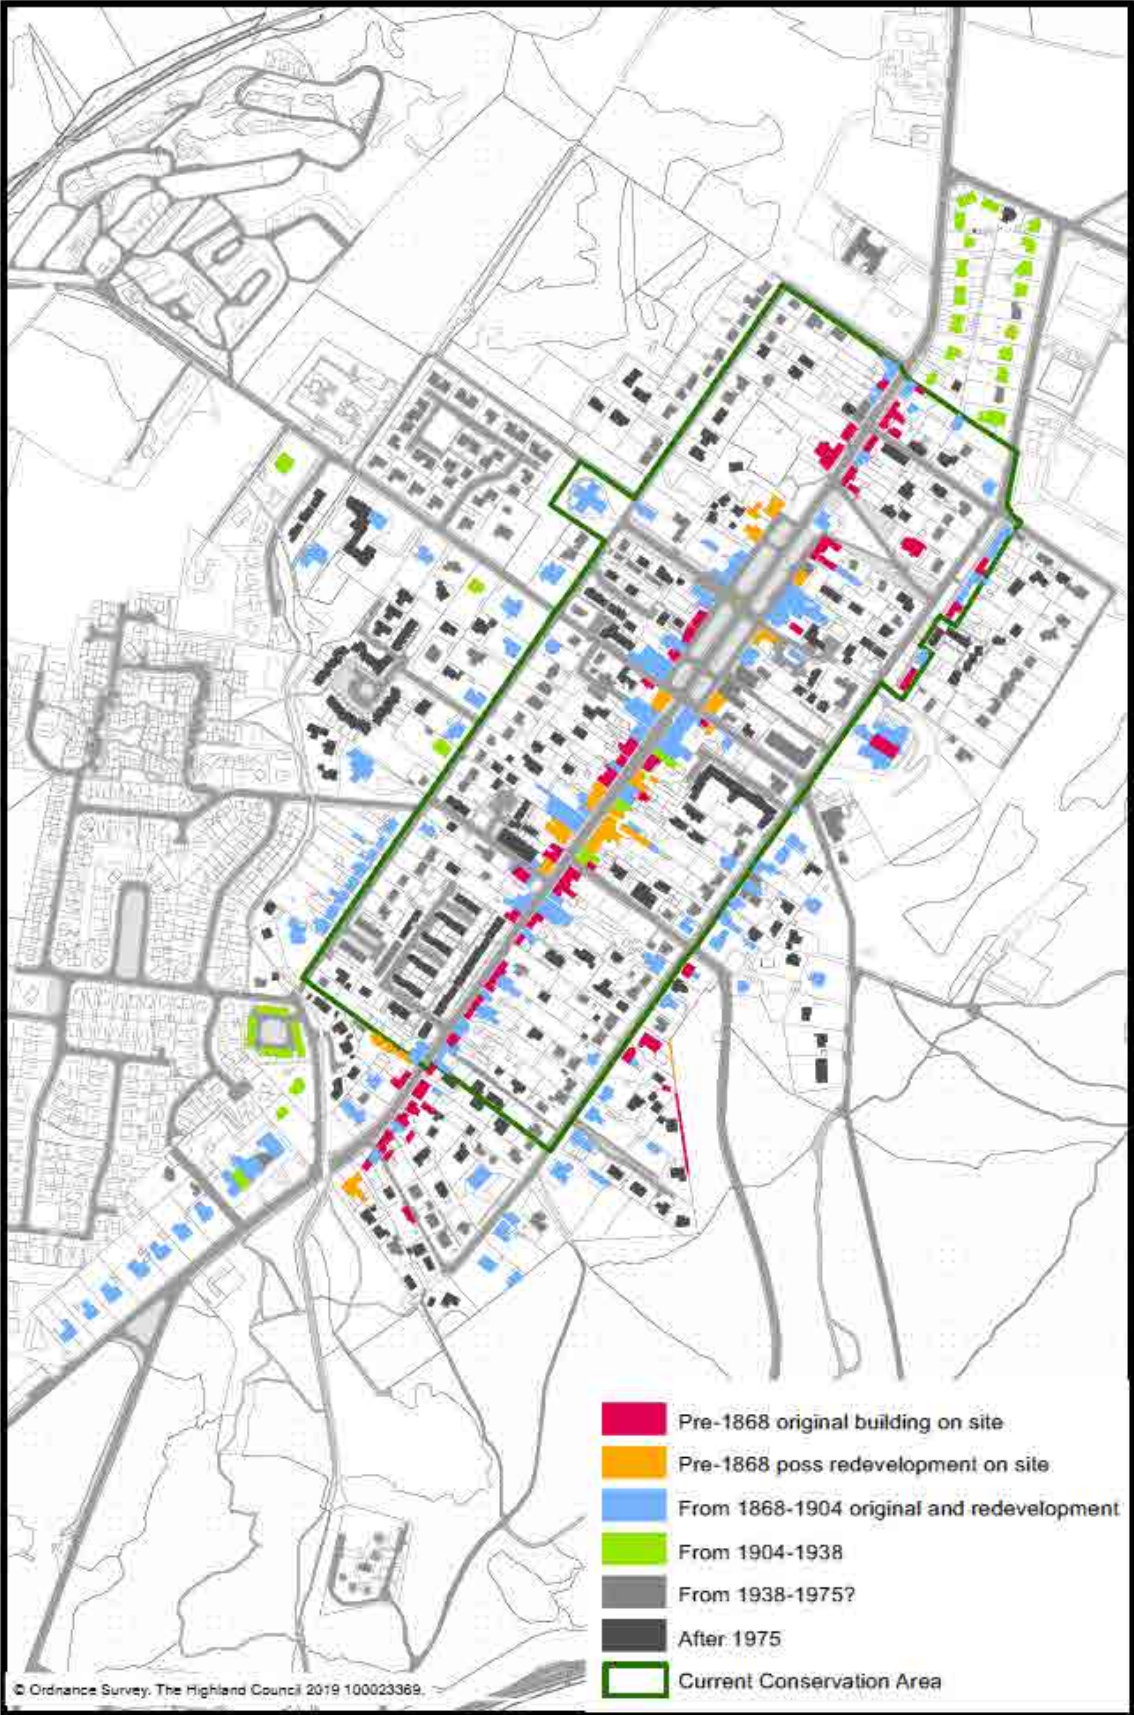 Pre-1868 original building on site
Pre-1868 poss redevelopment on site
From 1868-1904 original and redevelopment
From 1904-1938
From 1938-1975?
After 1975
Current Conservation Area
© Ordnance Survey. The Highland Council 2019 100023369.